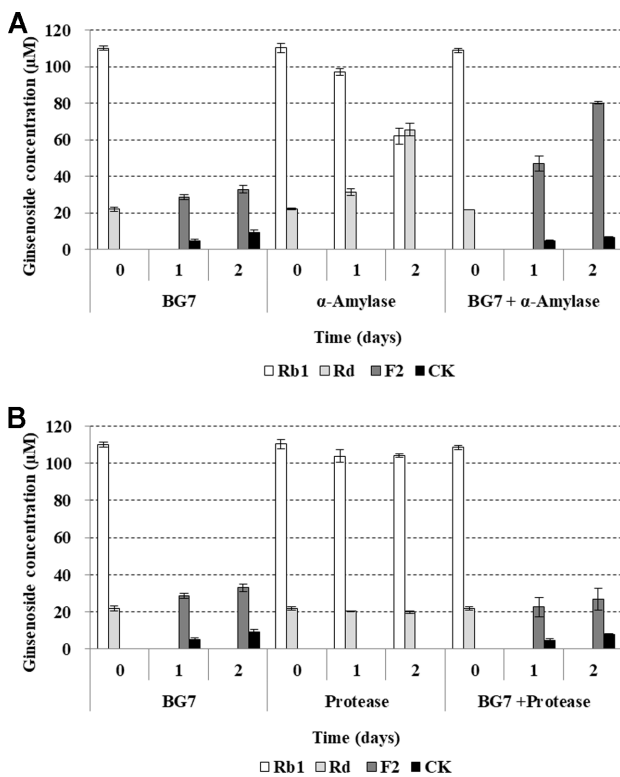 A
Ginsenoside concentration (µM)
120
100
80
60
40
20
0
0 1 2 0 1 2 0 1 2
BG7 α-Amylase BG7 + α-Amylase
Time (days)
Rb1 Rd F2 CK
B
Ginsenoside concentration (µM)
120
100
80
60
40
20
0
0 1 2 0 1 2 0 1 2
BG7 Protease BG7 +Protease
Time (days)
Rb1 Rd F2 CK